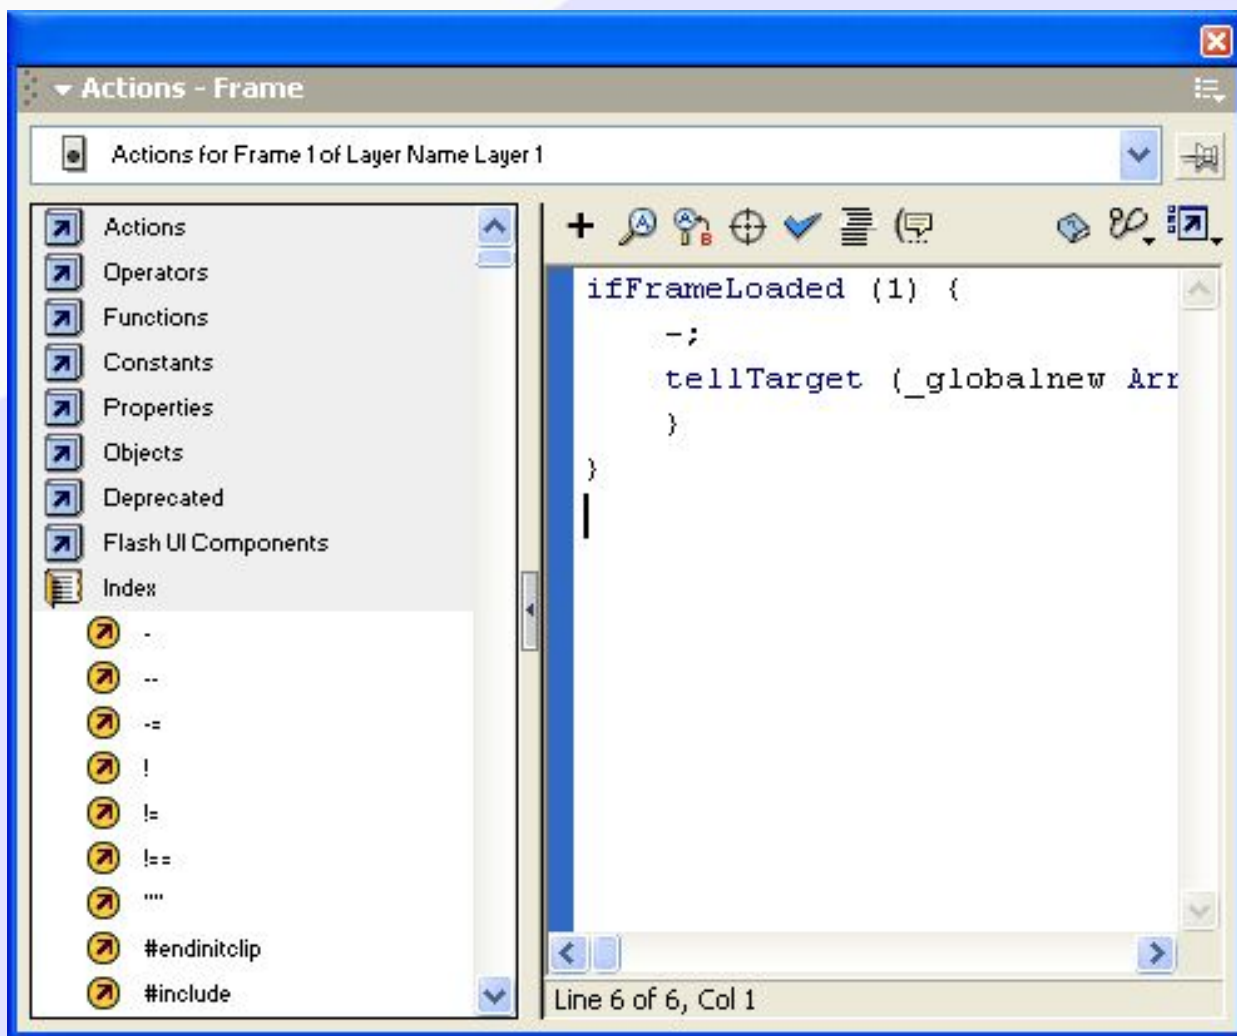 Actions - Frame
Actions for Frame 1 of Layer Name Layer 1
Actions
Operators
Functions
Constants
Properties
Objects
Deprecated
Flash UI Components
Index
-
--
-=
!
!=
!==
""
#endinitclip
#include
ifFrameLoaded (1) {
-;
tellTarget (_globalnew Arr
}
}
Line 6 of 6, Col 1